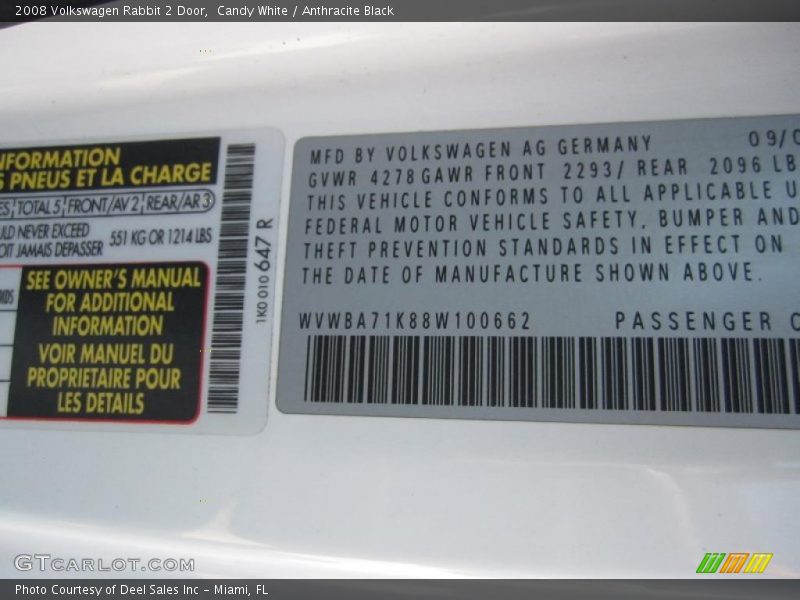 2008 Volkswagen Rabbit 2 Door,  Candy White / Anthracite Black
NFORMATION
S PNEUS ET LA CHARGE
ES TOTAL 5 FRONT/AV 2 REAR/AR 3
ULD NEVER EXCEED
OIT JAMAIS DEPASSER
551 KG OR 1214 LBS
SEE OWNER'S MANUAL
FOR ADDITIONAL
INFORMATION
VOIR MANUEL DU
PROPRIETAIRE POUR
LES DETAILS
1K0 010 647 R
MFD BY VOLKSWAGEN AG GERMANY 09/0
GVWR 4278 GAWR FRONT 2293/ REAR 2096 LB
THIS VEHICLE CONFORMS TO ALL APPLICABLE U
FEDERAL MOTOR VEHICLE SAFETY, BUMPER AND
THEFT PREVENTION STANDARDS IN EFFECT ON
THE DATE OF MANUFACTURE SHOWN ABOVE.
WVWBA71K88W100662 PASSENGER C
GTCARLOT.COM
Photo Courtesy of Deel Sales Inc - Miami, FL